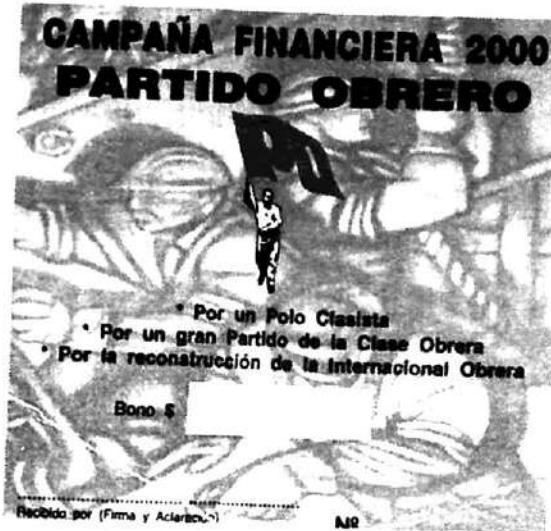 CAMPAÑA FINANCIERA 2000
PARTIDO OBRERO
PO
* Por un Polo Clasista
* Por un gran Partido de la Clase Obrera
* Por la reconstrucción de la Internacional Obrera
Bono $
Recibido por (Firma y Aclaración)
Nº